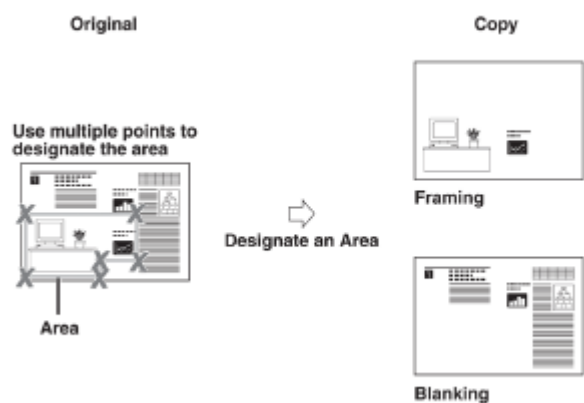 Original
Copy
Use multiple points to
designate the area
Designate an Area
Area
Framing
Blanking